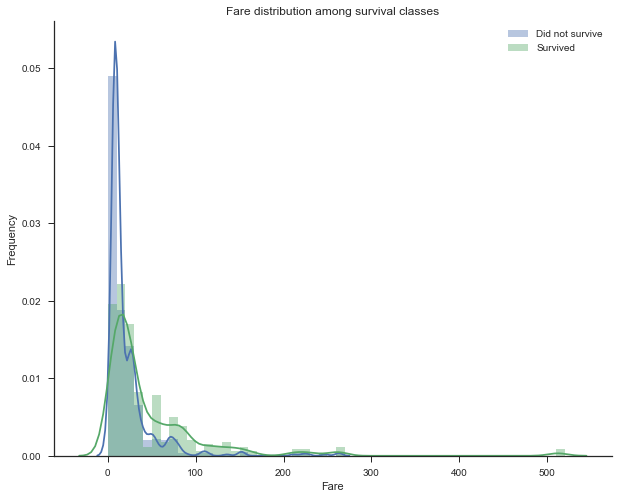 Fare distribution among survival classes
Did not survive
Survived
Frequency
0.05
0.04
0.03
0.02
0.01
0.00
0 100 200 300 400 500
Fare